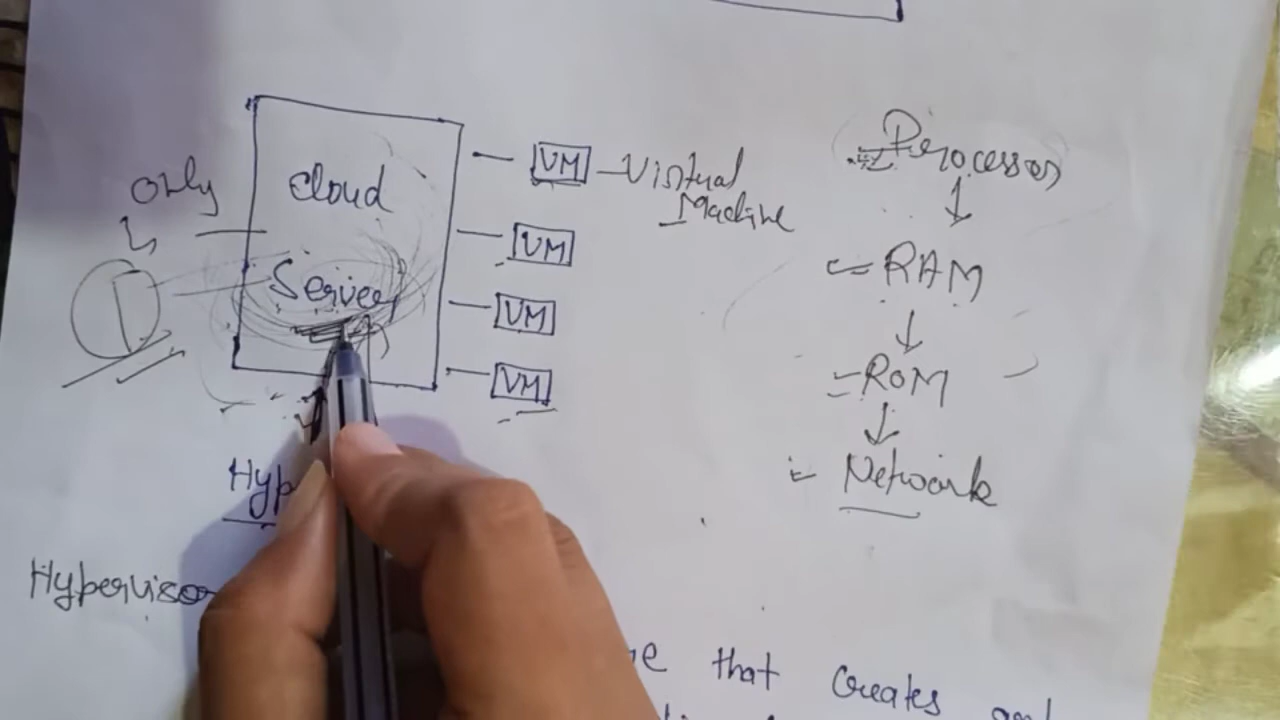 only
Cloud
Server
VM
Virtual
Machine
VM
VM
VM
Processor
RAM
ROM
Network
Hyp
Hypervisor
that creates